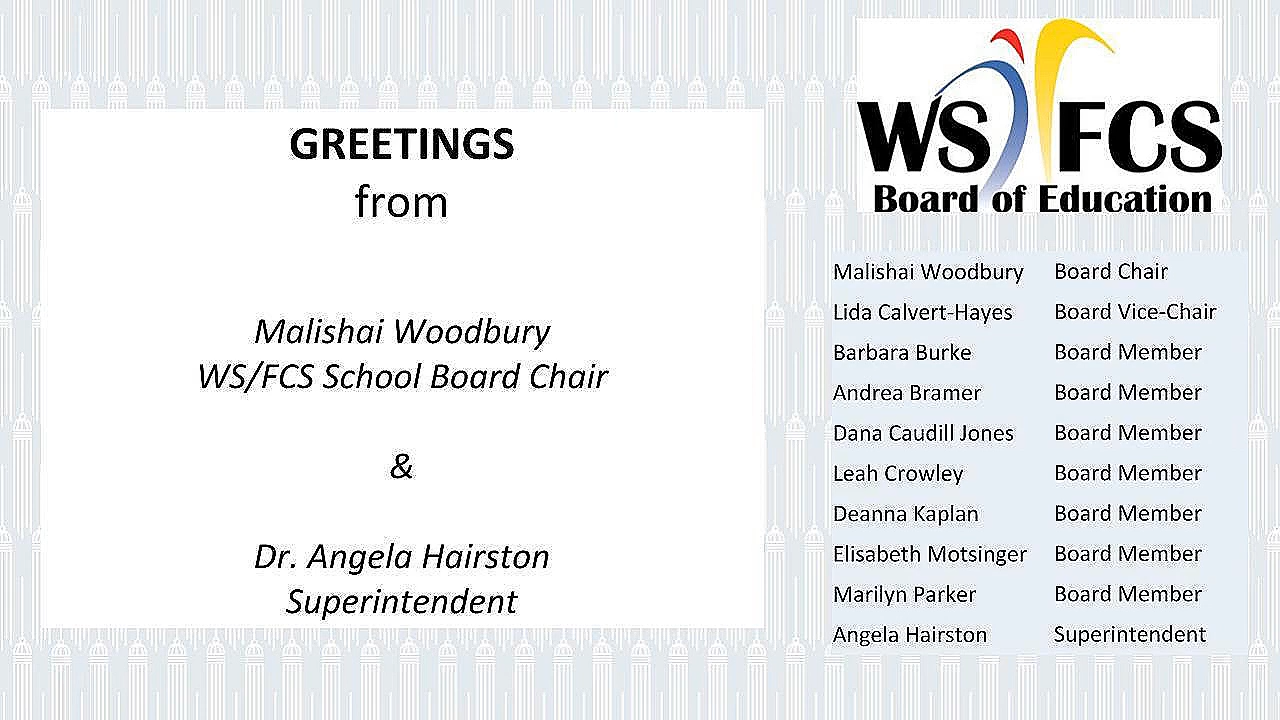 GREETINGS
from
Malishai Woodbury
WS/FCS School Board Chair
&
Dr. Angela Hairston
Superintendent
WS/FCS
Board of Education
Malishai Woodbury Board Chair
Lida Calvert-Hayes Board Vice-Chair
Barbara Burke Board Member
Andrea Bramer Board Member
Dana Caudill Jones Board Member
Leah Crowley Board Member
Deanna Kaplan Board Member
Elisabeth Motsinger Board Member
Marilyn Parker Board Member
Angela Hairston Superintendent